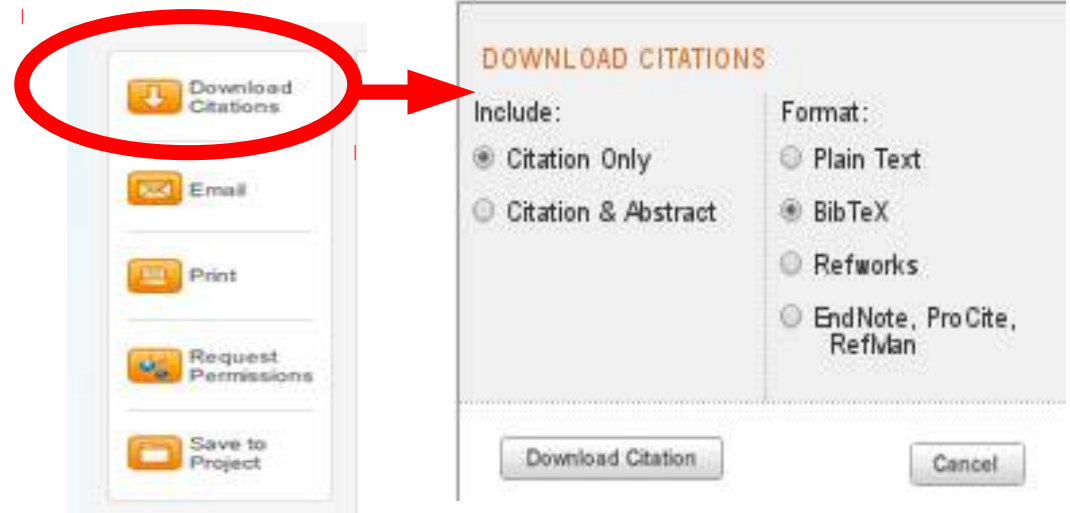 Download
Citations
Email
Print
Request
Permissions
Save to
Project
DOWNLOAD CITATIONS
Include:
Citation Only
Citation & Abstract
Format:
Plain Text
BibTeX
Refworks
EndNote, ProCite,
RefMan
Download Citation
Cancel